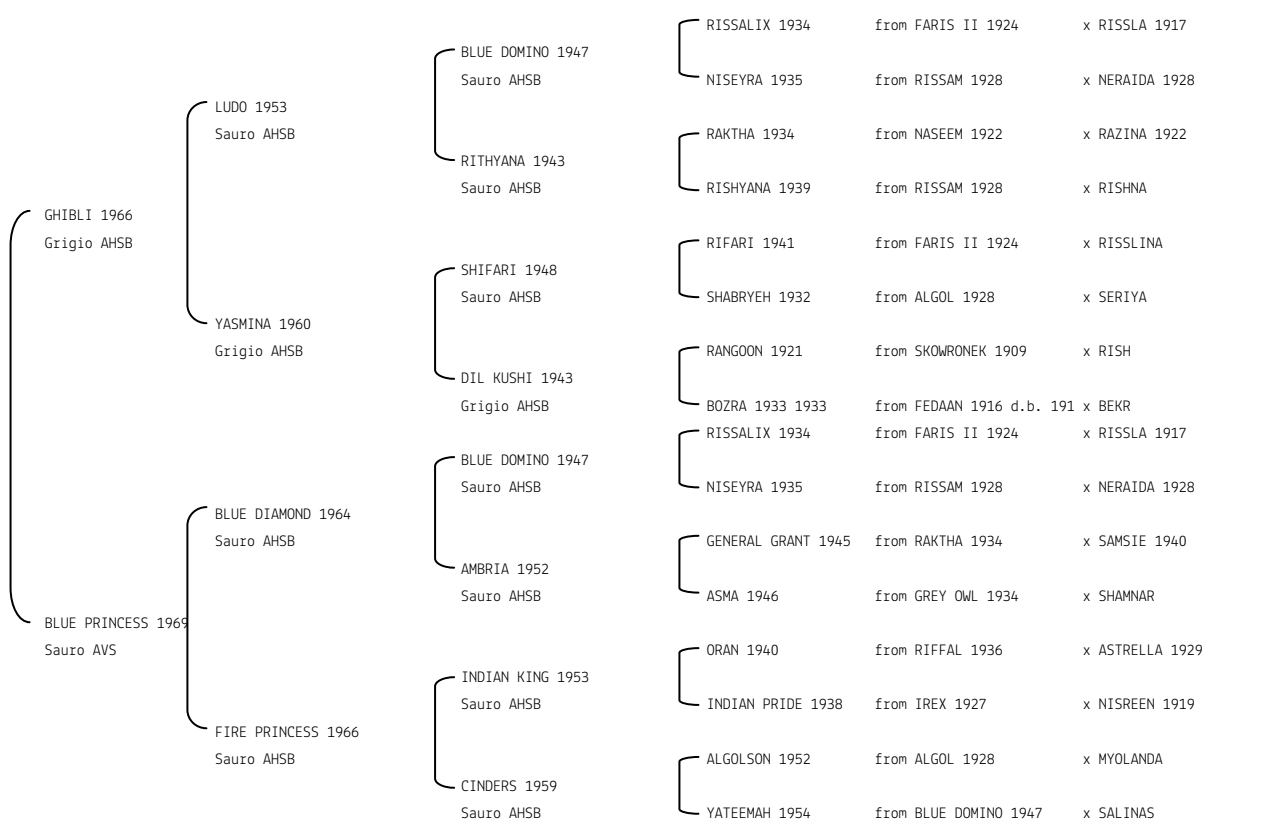 RISSALIX 1934 from FARIS II 1924 x RISSLA 1917
BLUE DOMINO 1947
Sauro AHSB NISEYRA 1935 from RISSAM 1928 x NERAIDA 1928
LUDO 1953
Sauro AHSB RAKTHA 1934 from NASEEM 1922 x RAZINA 1922
RITHYANA 1943
Sauro AHSB RISHYANA 1939 from RISSAM 1928 x RISHNA
GHIBLI 1966
Grigio AHSB RIFARI 1941 from FARIS II 1924 x RISSLINA
SHIFARI 1948
Sauro AHSB SHABRYEH 1932 from ALGOL 1928 x SERIYA
YASMINA 1960
Grigio AHSB RANGOON 1921 from SKOWRONEK 1909 x RISH
DIL KUSHI 1943
Grigio AHSB BOZRA 1933 1933 from FEDAAN 1916 d.b. 191 x BEKR
RISSALIX 1934 from FARIS II 1924 x RISSLA 1917
BLUE DOMINO 1947
Sauro AHSB NISEYRA 1935 from RISSAM 1928 x NERAIDA 1928
BLUE DIAMOND 1964
Sauro AHSB GENERAL GRANT 1945 from RAKTHA 1934 x SAMSIE 1940
AMBRIA 1952
Sauro AHSB ASMA 1946 from GREY OWL 1934 x SHAMNAR
BLUE PRINCESS 1969
Sauro AVS ORAN 1940 from RIFFAL 1936 x ASTRELLA 1929
INDIAN KING 1953
Sauro AHSB INDIAN PRIDE 1938 from IREX 1927 x NISREEN 1919
FIRE PRINCESS 1966
Sauro AHSB ALGOLSON 1952 from ALGOL 1928 x MYOLANDA
CINDERS 1959
Sauro AHSB YATEEMAH 1954 from BLUE DOMINO 1947 x SALINAS